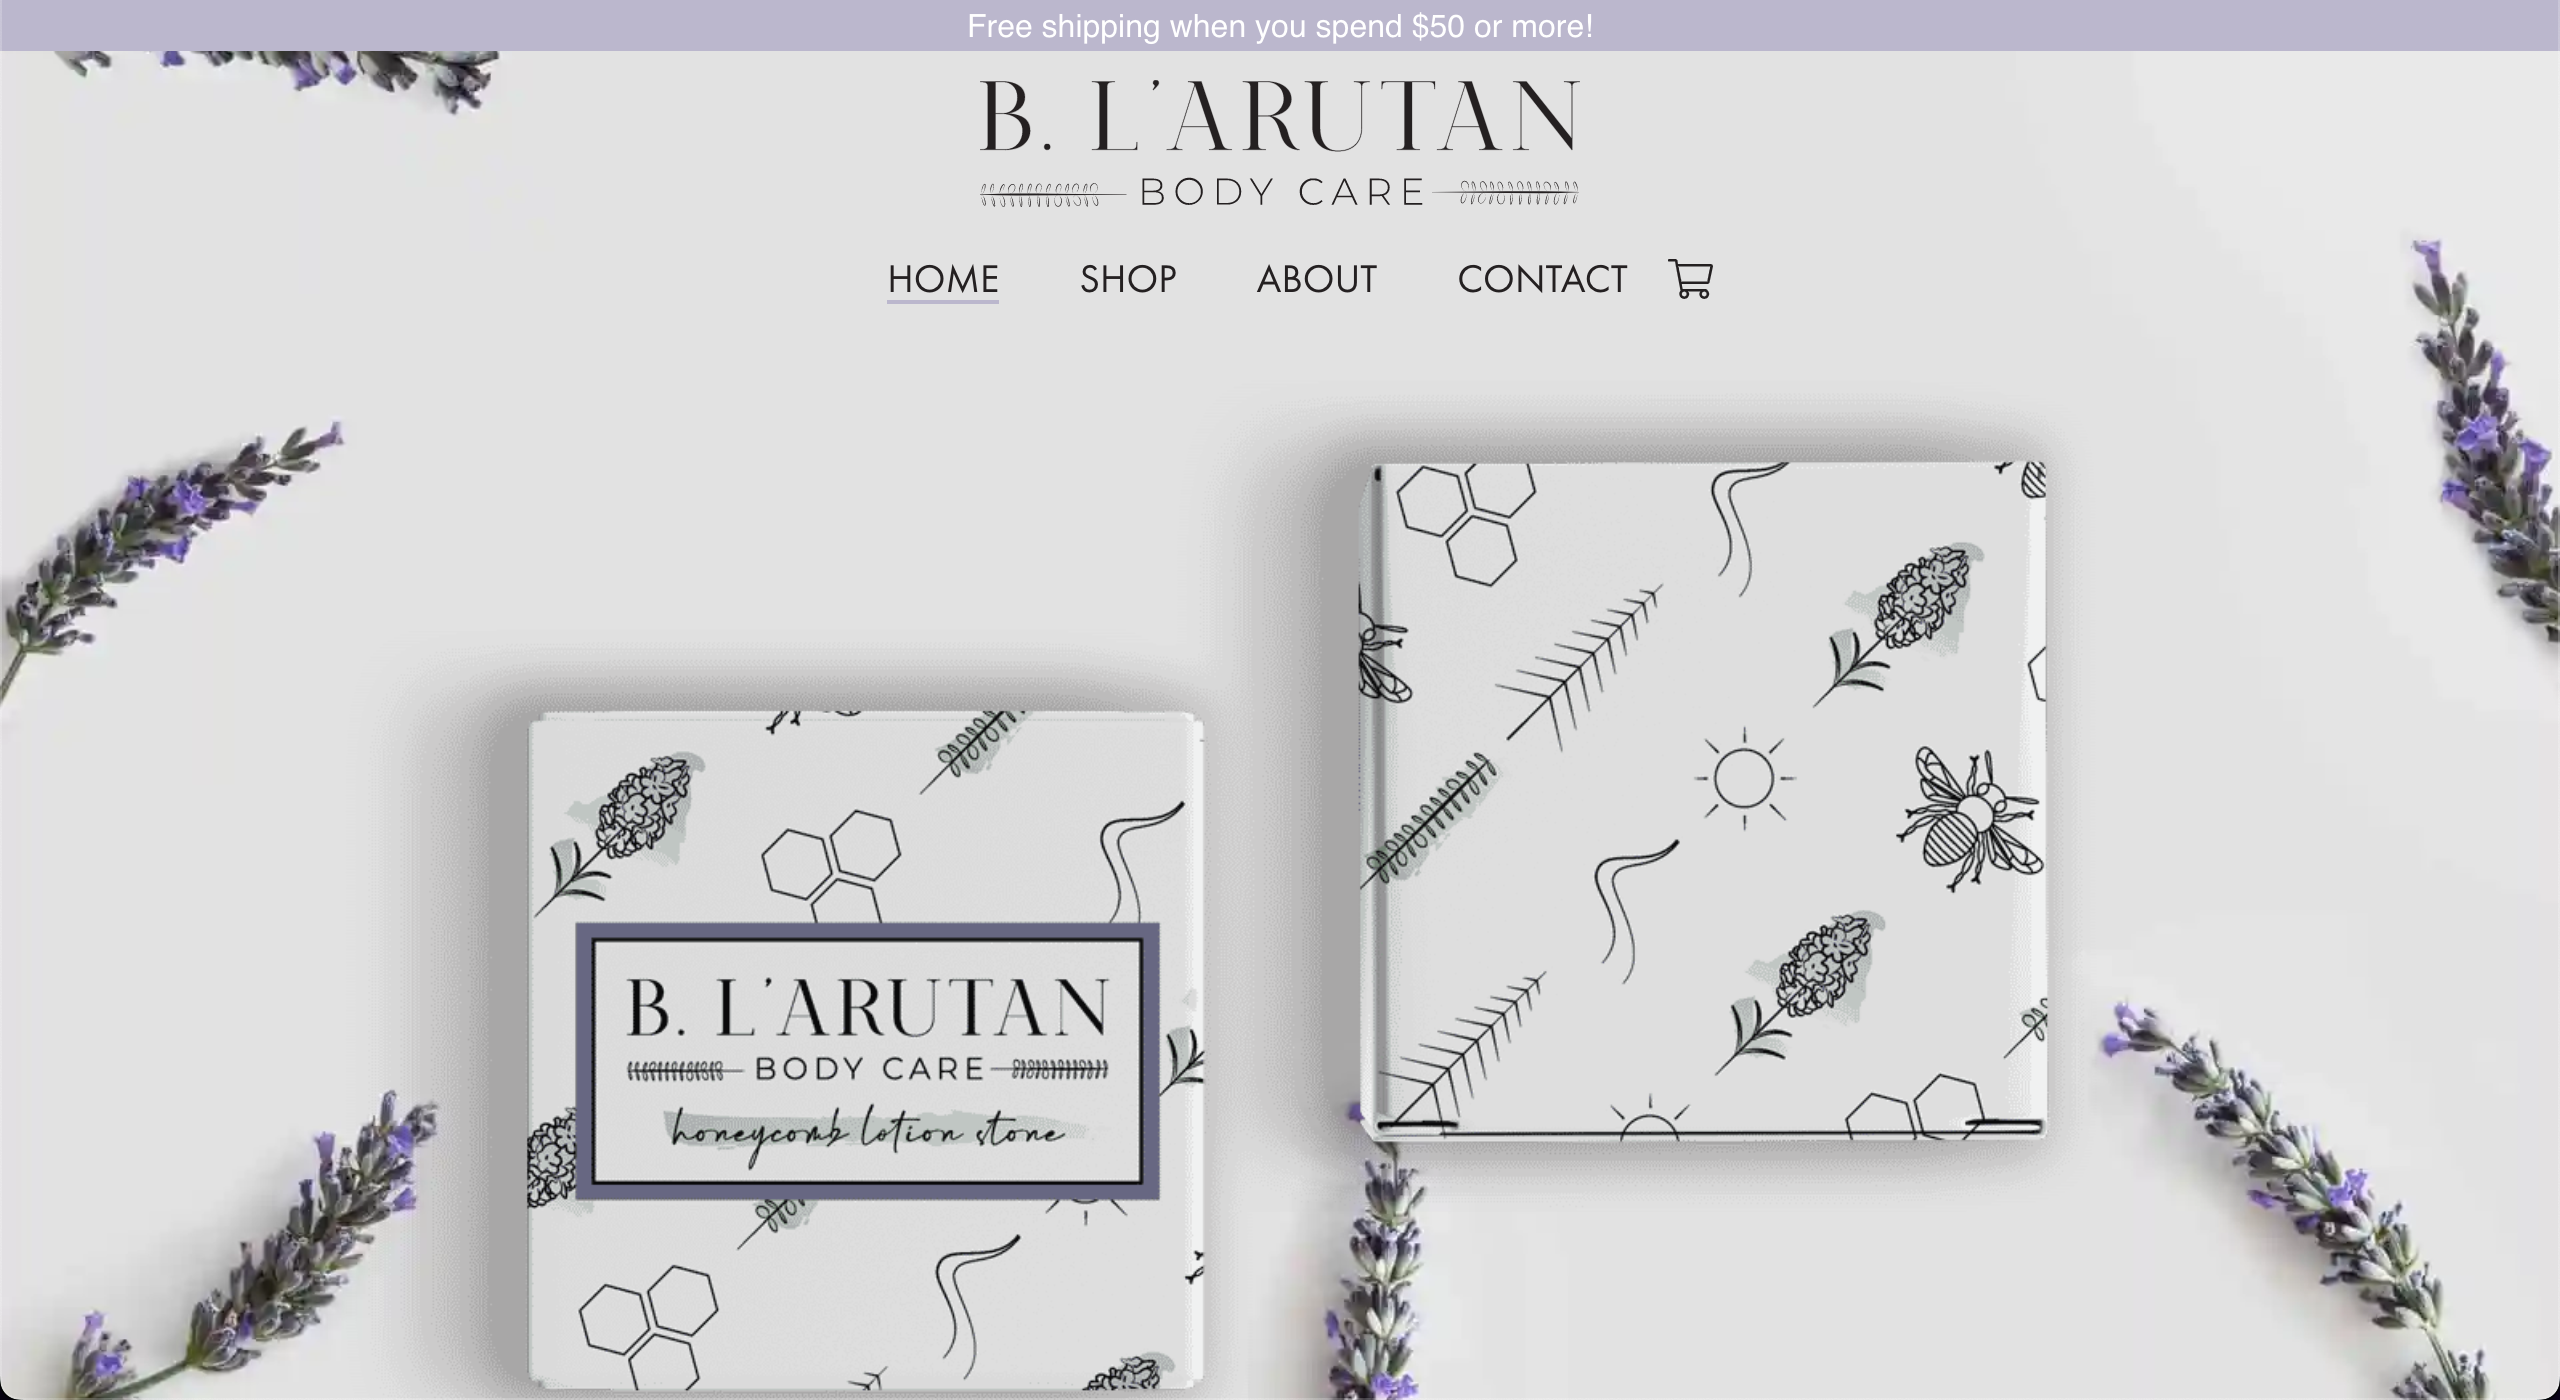 Free shipping when you spend $50 or more!
B. L'ARUTAN
BODY CARE
HOME SHOP ABOUT CONTACT
B. L'ARUTAN
BODY CARE
honeycomb lotion stone